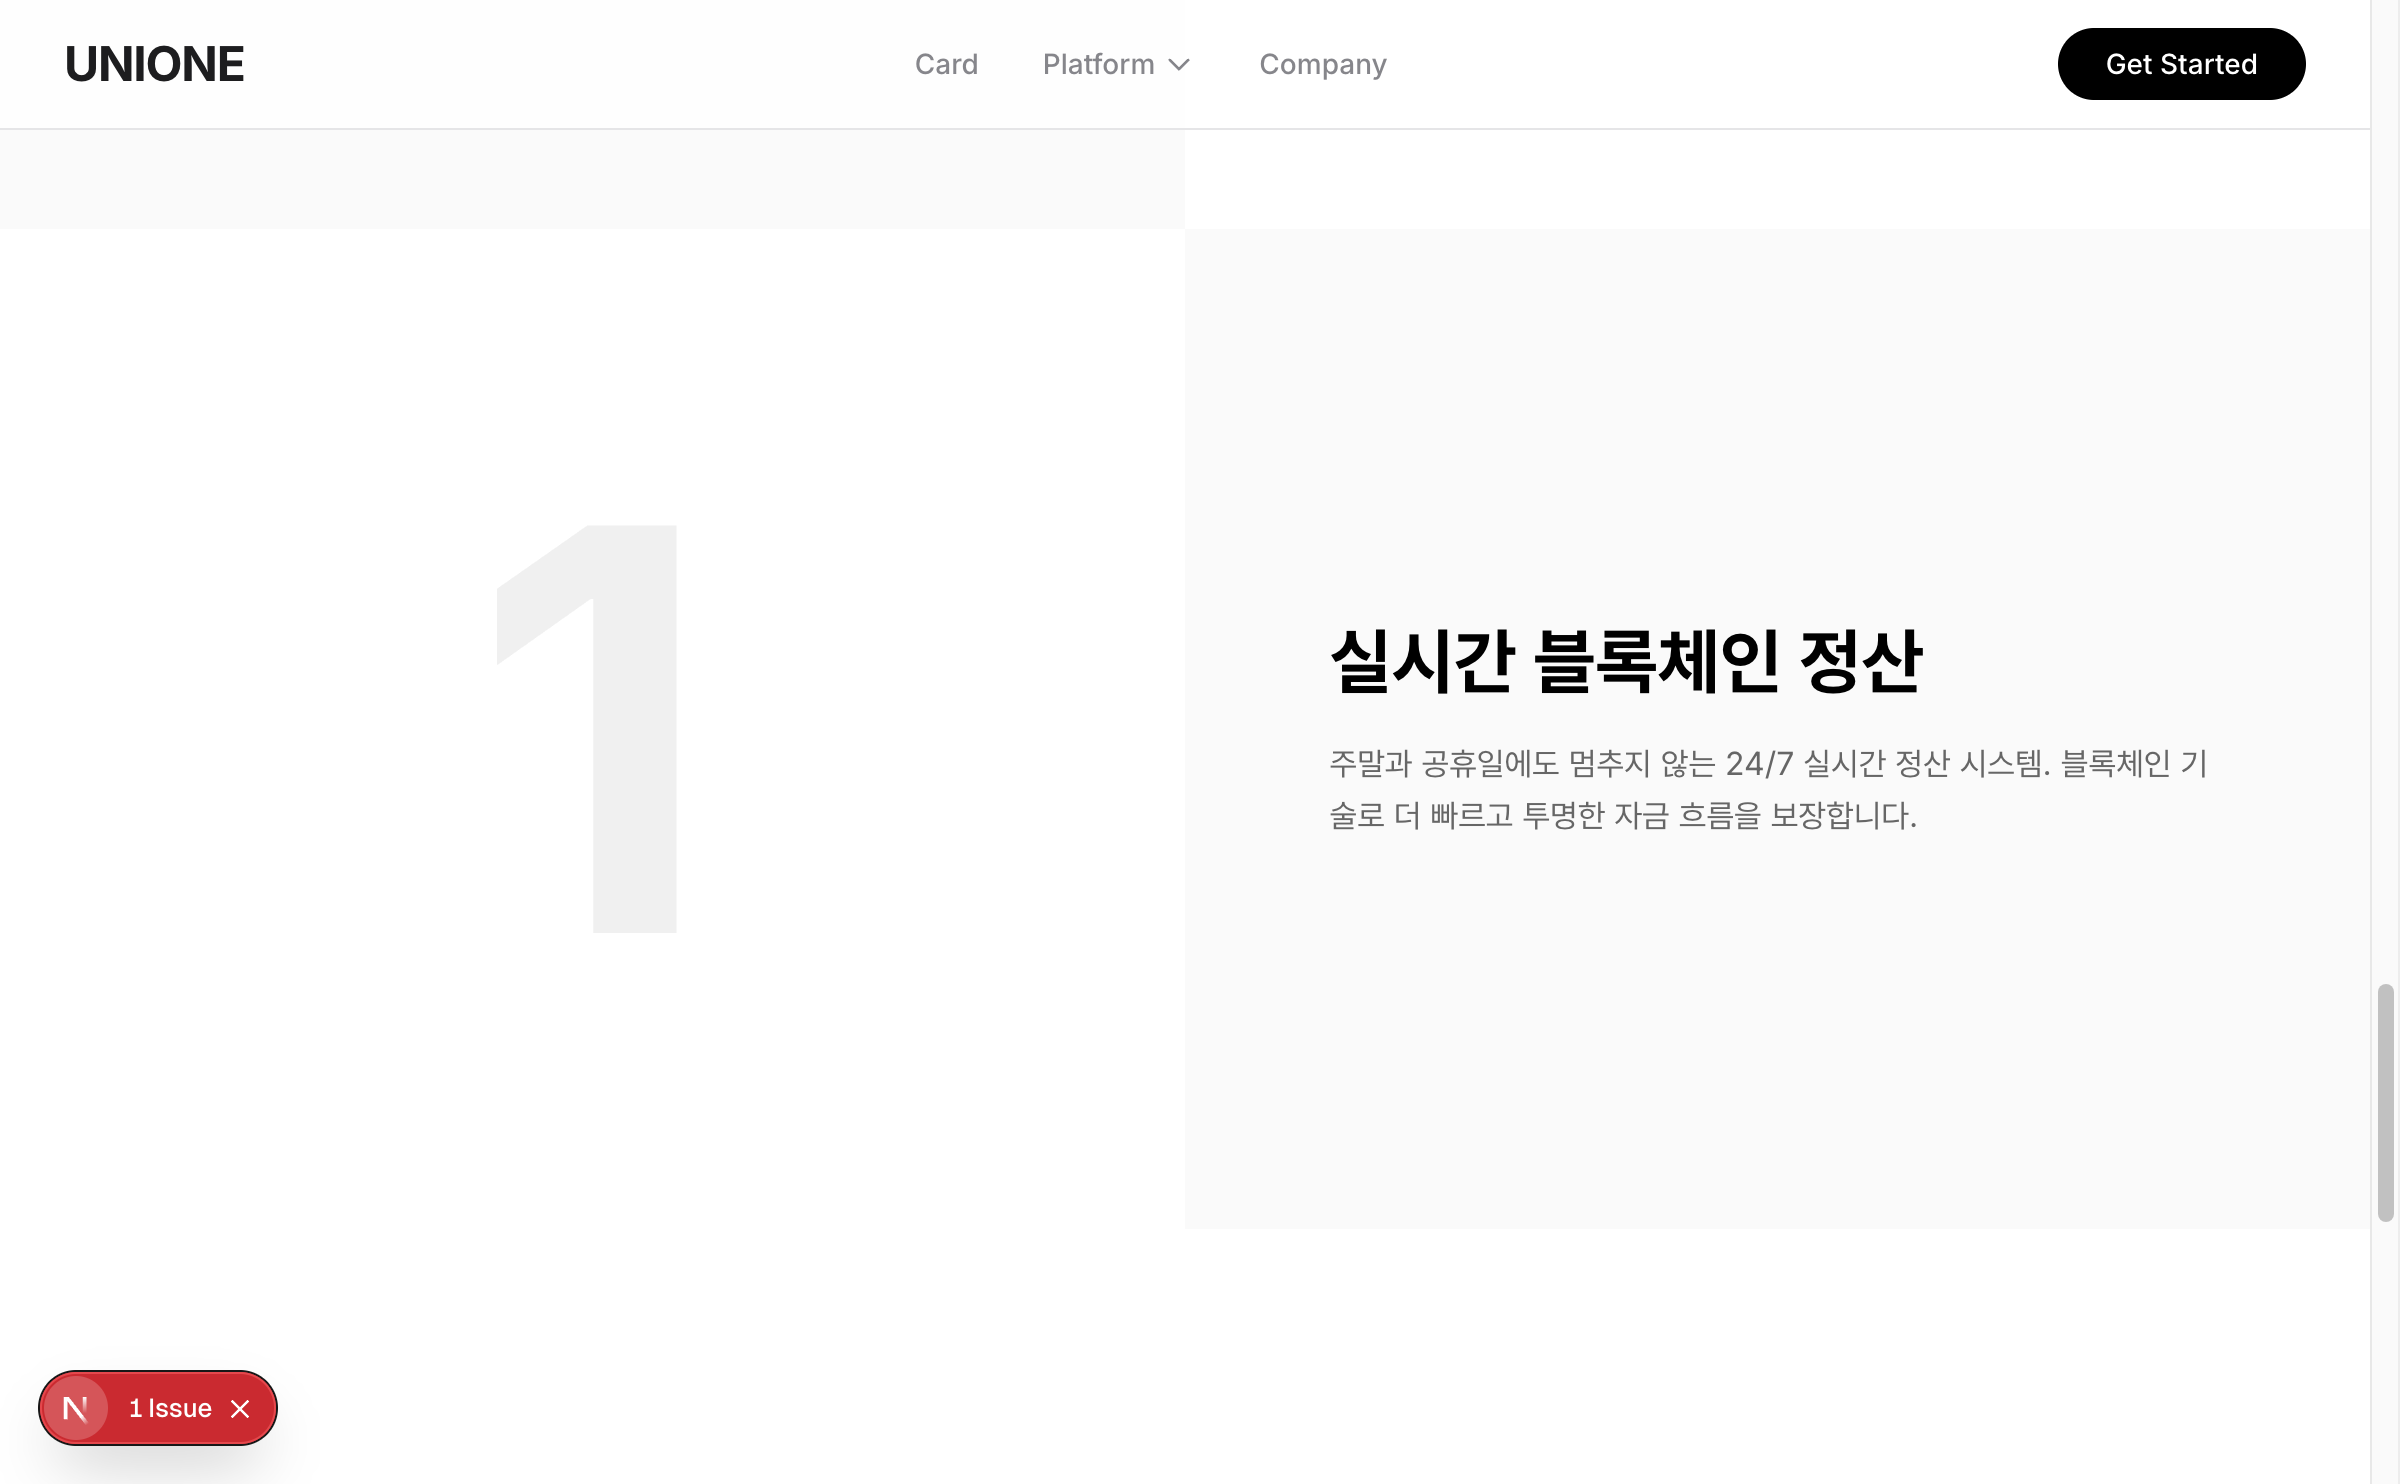 UNIONE
Card
Platform
Company
Get Started
1
실시간 블록체인 정산
주말과 공휴일에도 멈추지 않는 24/7 실시간 정산 시스템. 블록체인 기
술로 더 빠르고 투명한 자금 흐름을 보장합니다.
N
1 Issue